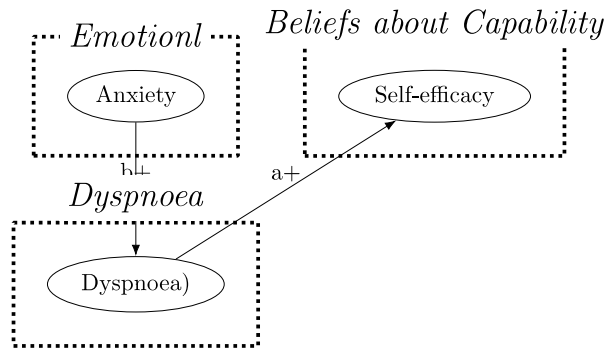 Emotionl
Beliefs about Capability
Anxiety
Self-efficacy
b+
a+
Dyspnoea
Dyspnoea)